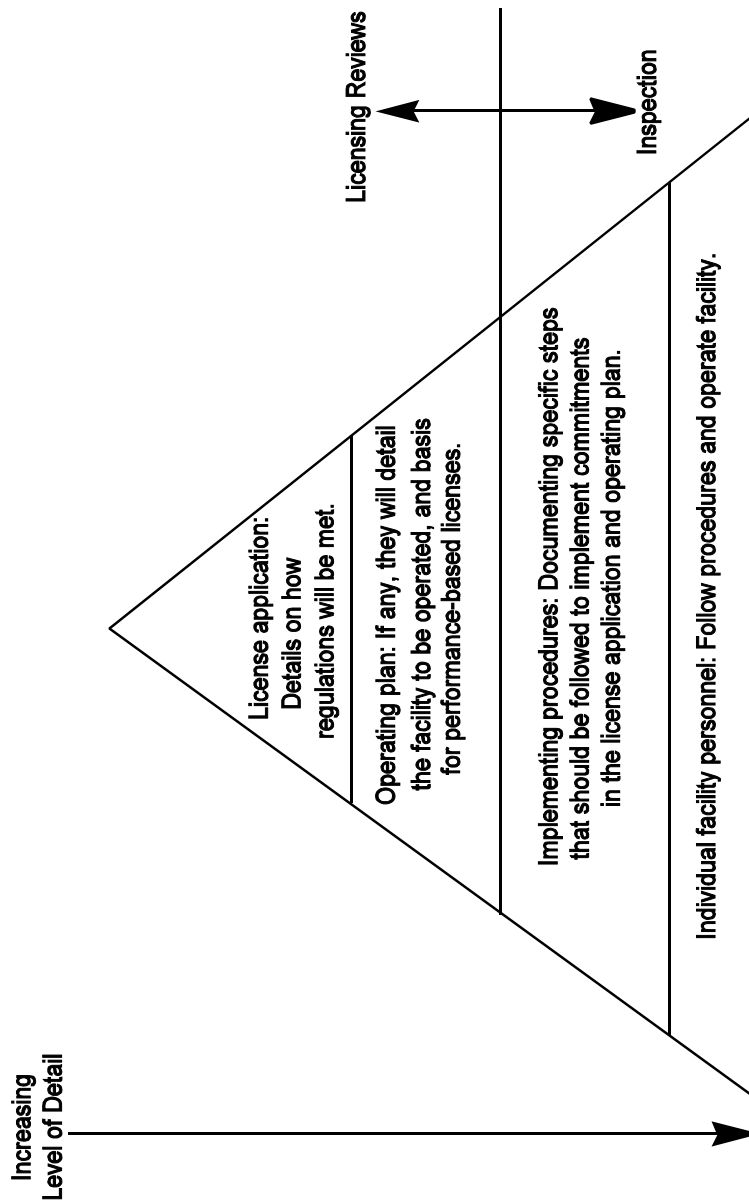 Increasing
Level of Detail
Licensing Reviews
Inspection
License application:
Details on how
regulations will be met.
Operating plan: If any, they will detail
the facility to be operated, and basis
for performance-based licenses.
Implementing procedures: Documenting specific steps
that should be followed to implement commitments
in the license application and operating plan.
Individual facility personnel: Follow procedures and operate facility.